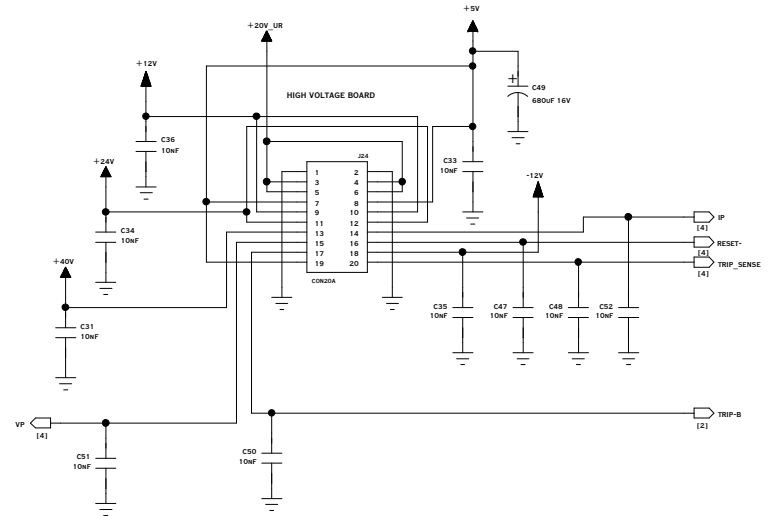 +5V
+20V_UR
+12V
C49
680UF 16V
HIGH VOLTAGE BOARD
C36
10NF
J24
+24V
C33
10NF
-12V
1 2
3 4
5 6
7 8
9 10
11 12
13 14
15 16
17 18
19 20
CON20A
C34
10NF
IP
[4]
RESET-
[4]
TRIP_SENSE
[4]
+40V
C31
10NF
C35
10NF
C47
10NF
C48
10NF
C52
10NF
TRIP-B
[2]
VP
[4]
C51
10NF
C50
10NF